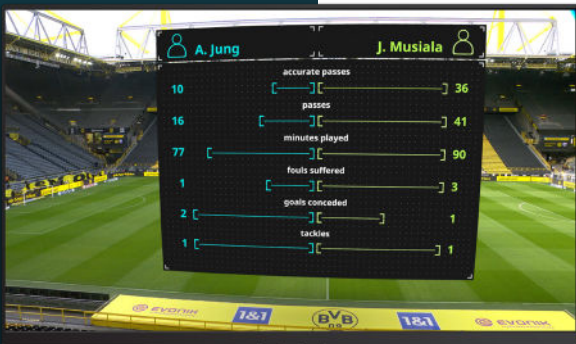 A. Jung
J. Musiala
accurate passes
10 36
passes
16 41
minutes played
77 90
fouls suffered
1 3
goals conceded
2 1
tackles
1 1
EVONIK 1&1 BVB 09 1&1 EVONIK